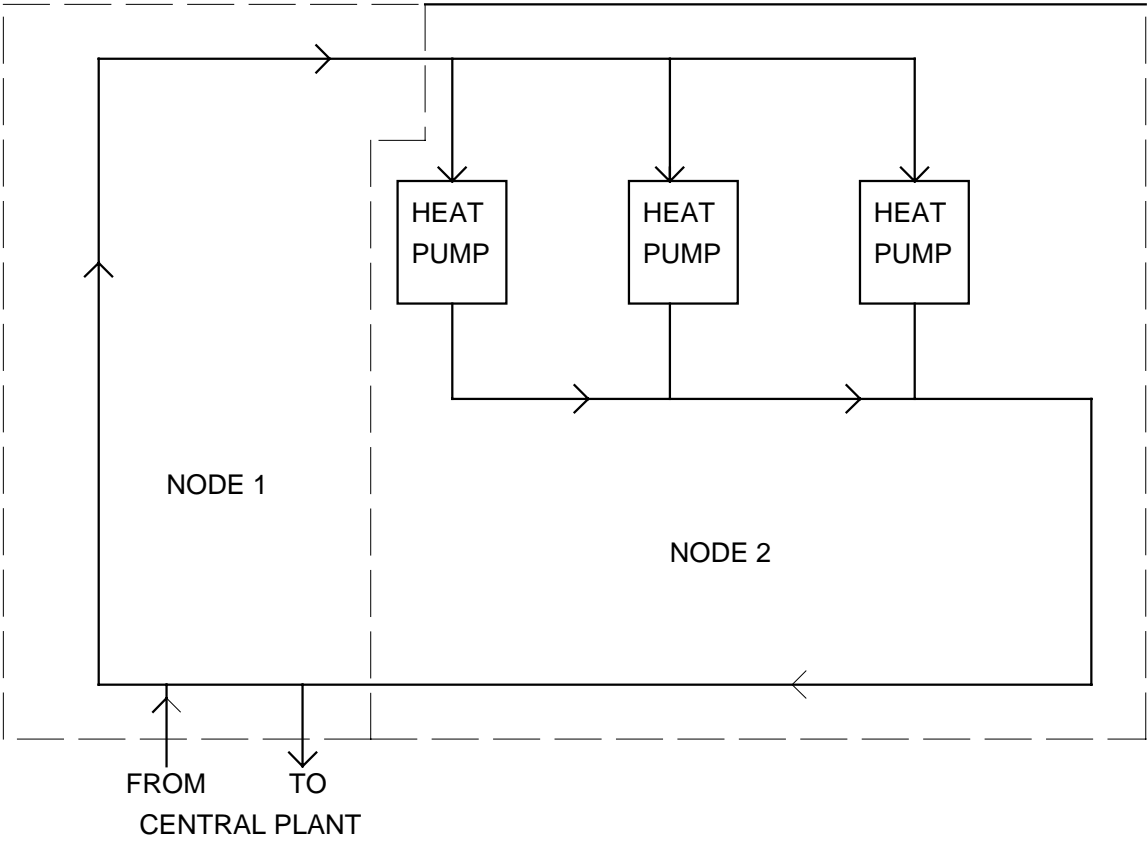 HEAT
PUMP
HEAT
PUMP
HEAT
PUMP
NODE 1
NODE 2
FROM TO
CENTRAL PLANT